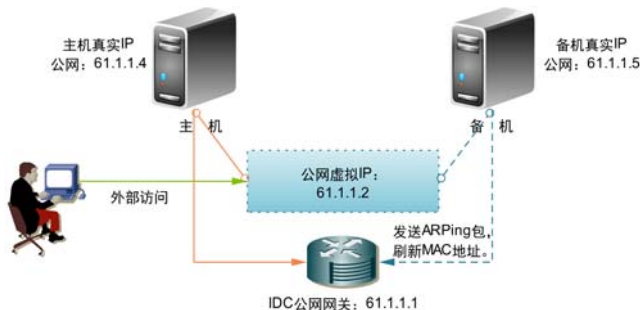 主机真实IP
公网：61.1.1.4
备机真实IP
公网：61.1.1.5
主 机
备 机
公网虚拟IP：
61.1.1.2
外部访问
发送ARPing包，
刷新MAC地址。
IDC公网网关：61.1.1.1